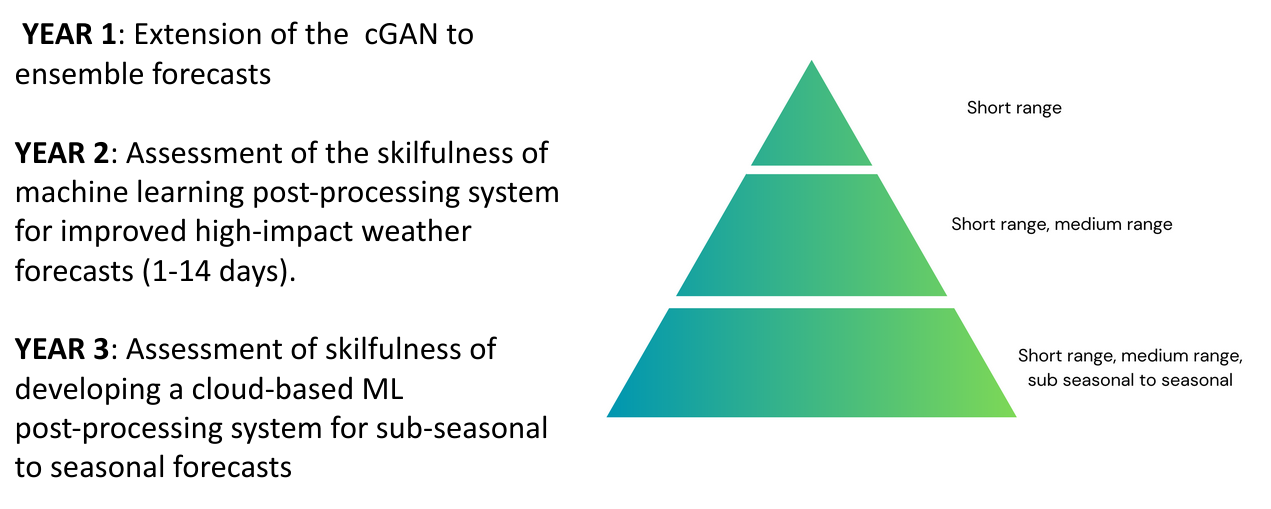 YEAR 1: Extension of the cGAN to
ensemble forecasts
YEAR 2: Assessment of the skilfulness of
machine learning post-processing system
for improved high-impact weather
forecasts (1-14 days).
YEAR 3: Assessment of skilfulness of
developing a cloud-based ML
post-processing system for sub-seasonal
to seasonal forecasts
Short range
Short range, medium range
Short range, medium range,
sub seasonal to seasonal